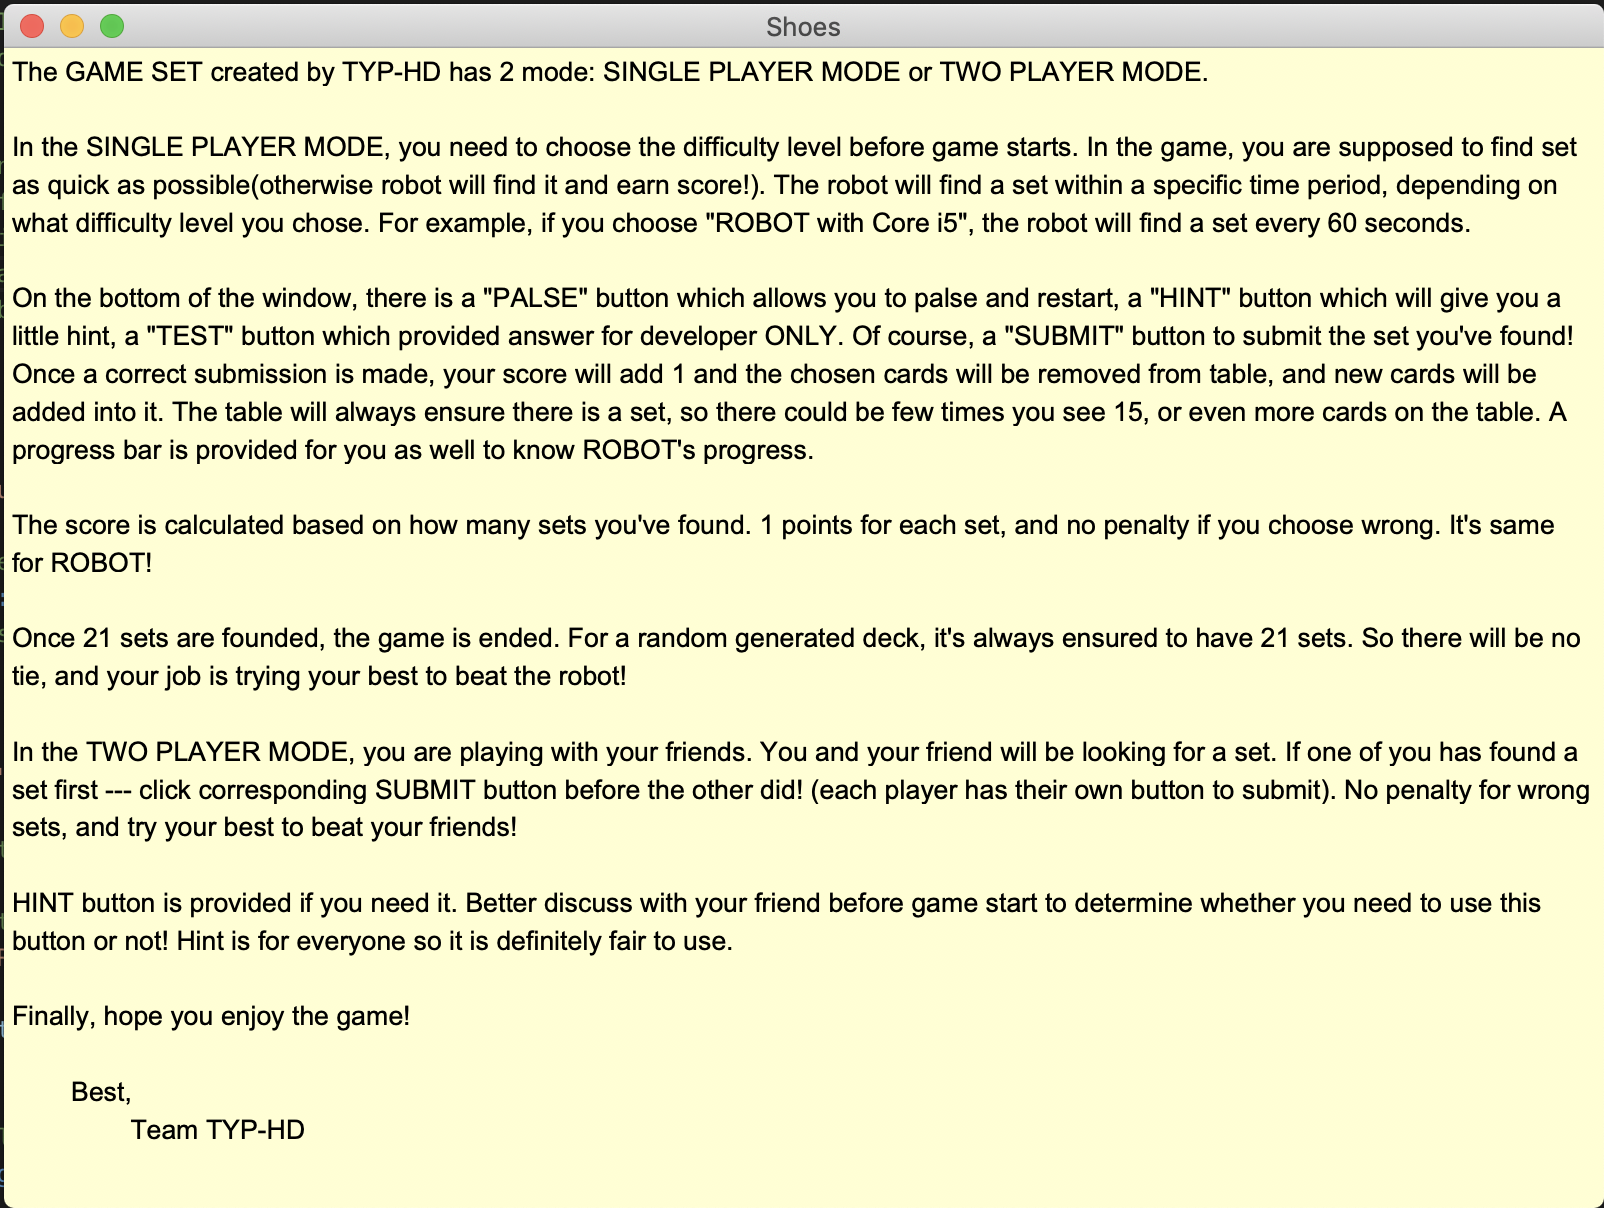 Shoes
The GAME SET created by TYP-HD has 2 mode: SINGLE PLAYER MODE or TWO PLAYER MODE.
In the SINGLE PLAYER MODE, you need to choose the difficulty level before game starts. In the game, you are supposed to find set
as quick as possible(otherwise robot will find it and earn score!). The robot will find a set within a specific time period, depending on
what difficulty level you chose. For example, if you choose "ROBOT with Core i5", the robot will find a set every 60 seconds.
On the bottom of the window, there is a "PALSE" button which allows you to palse and restart, a "HINT" button which will give you a
little hint, a "TEST" button which provided answer for developer ONLY. Of course, a "SUBMIT" button to submit the set you've found!
Once a correct submission is made, your score will add 1 and the chosen cards will be removed from table, and new cards will be
added into it. The table will always ensure there is a set, so there could be few times you see 15, or even more cards on the table. A
progress bar is provided for you as well to know ROBOT's progress.
The score is calculated based on how many sets you've found. 1 points for each set, and no penalty if you choose wrong. It's same
for ROBOT!
Once 21 sets are founded, the game is ended. For a random generated deck, it's always ensured to have 21 sets. So there will be no
tie, and your job is trying your best to beat the robot!
In the TWO PLAYER MODE, you are playing with your friends. You and your friend will be looking for a set. If one of you has found a
set first --- click corresponding SUBMIT button before the other did! (each player has their own button to submit). No penalty for wrong
sets, and try your best to beat your friends!
HINT button is provided if you need it. Better discuss with your friend before game start to determine whether you need to use this
button or not! Hint is for everyone so it is definitely fair to use.
Finally, hope you enjoy the game!
Best,
Team TYP-HD